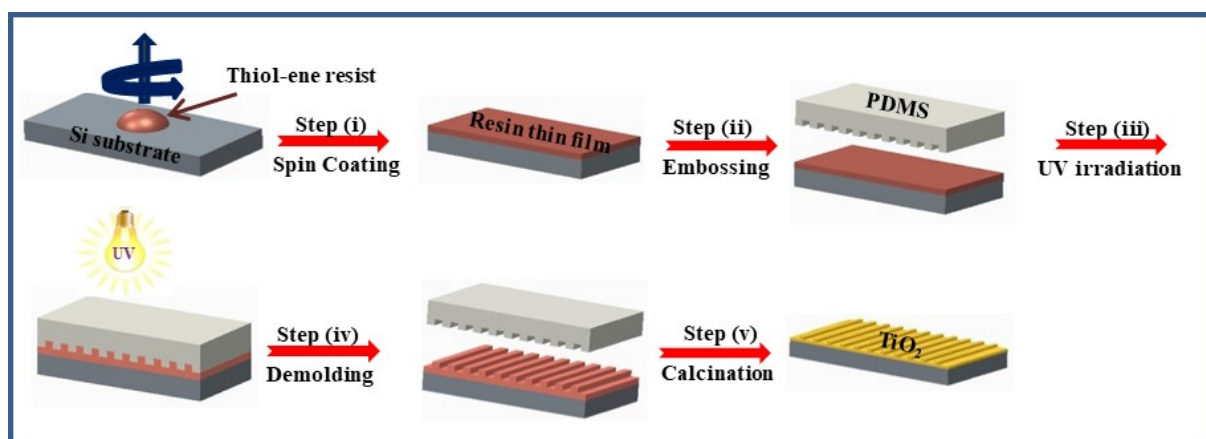 Thiol-ene resist
Si substrate
Step (i)
Spin Coating
Resin thin film
Step (ii)
Embossing
PDMS
Step (iii)
UV irradiation
UV
Step (iv)
Demolding
Step (v)
Calcination
TiO₂